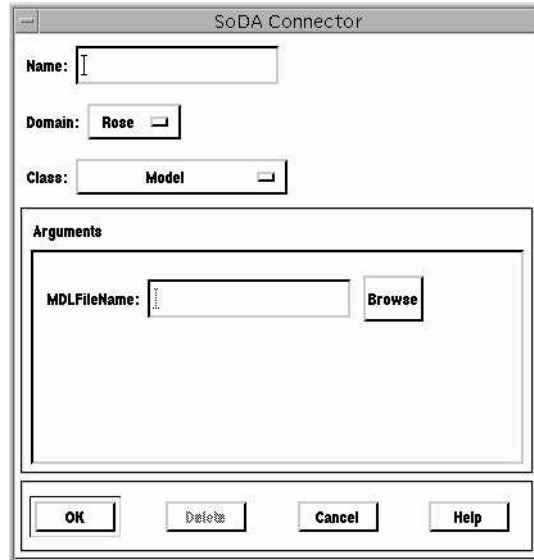 SoDA Connector
Name:
Domain: Rose
Class: Model
Arguments
MDLFileName: Browse
OK Delete Cancel Help